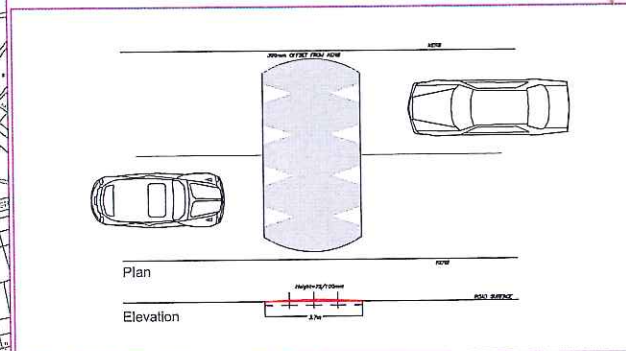 KERB
300mm OFFSET FROM KERB
Plan
KERB
Height=75/100mm
ROAD SURFACE
Elevation
3.7m